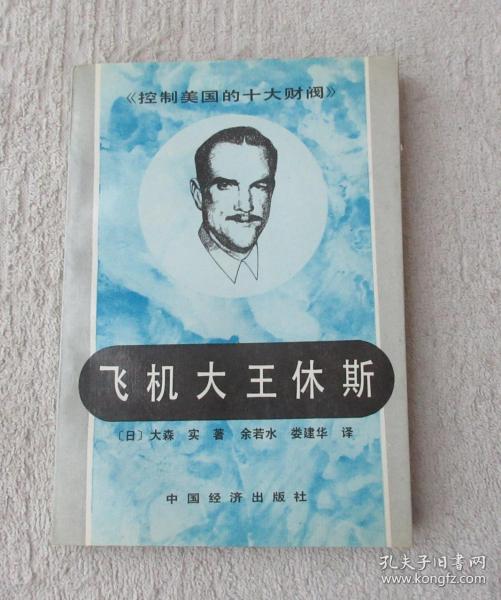 《控制美国的十大财阀》
飞机大王休斯
〔日〕大森 实 著 余若水 娄建华 译
中国经济出版社
孔夫子旧书网
www.kongfz.com